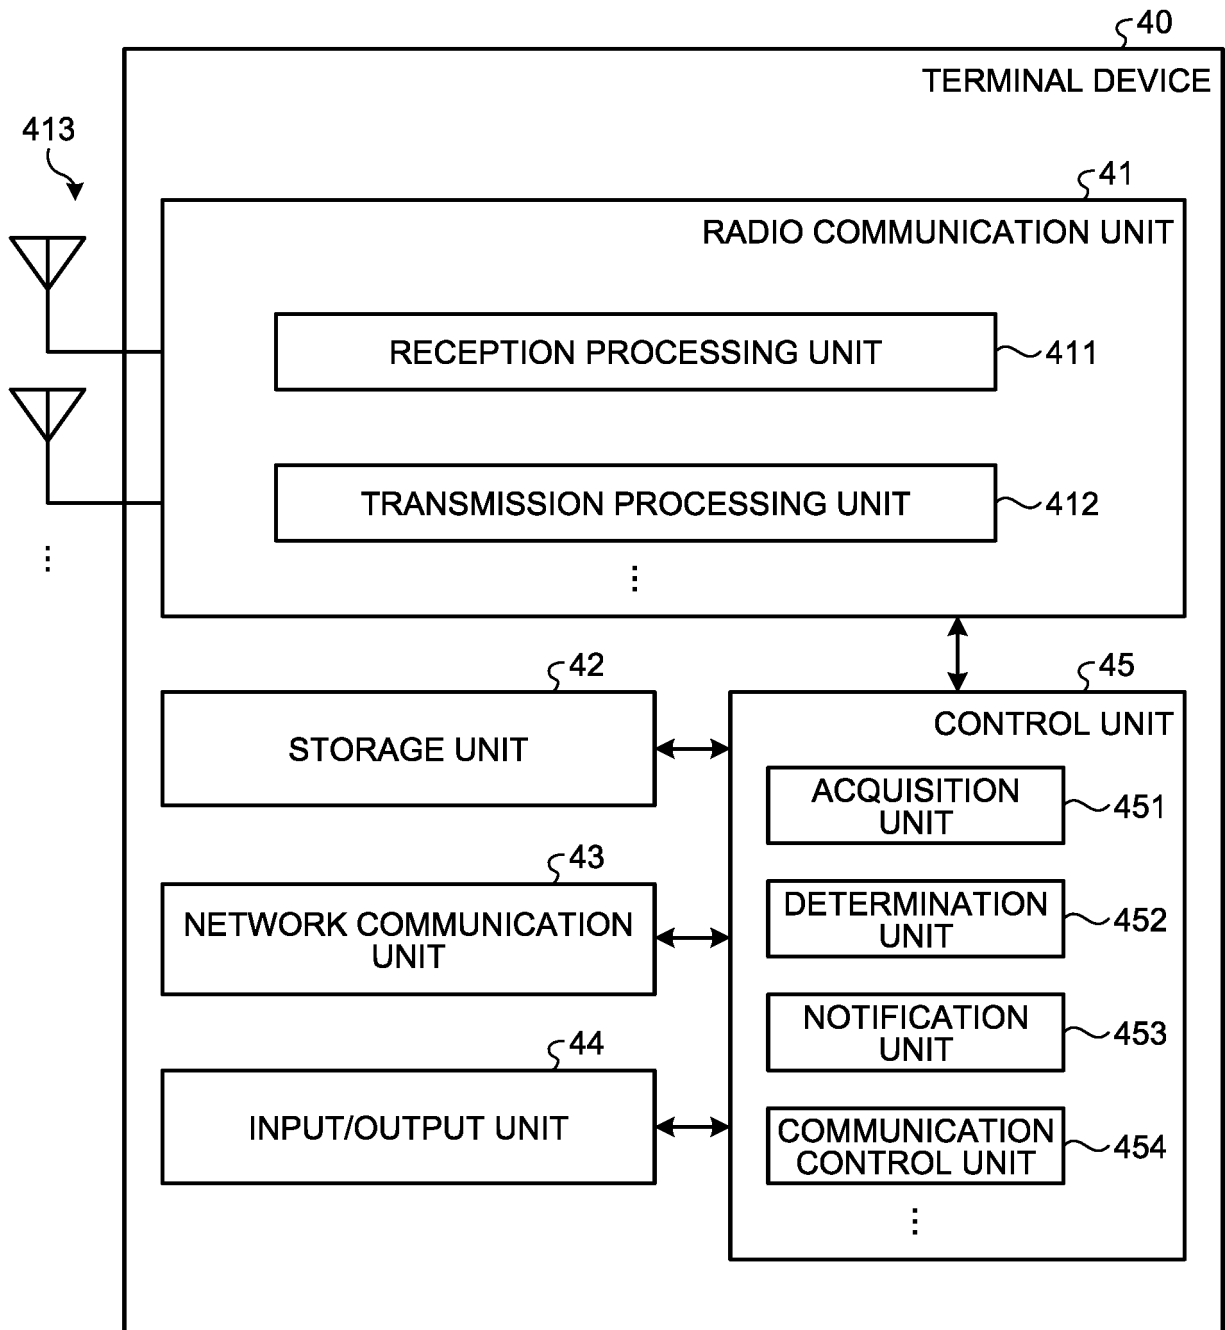 40
TERMINAL DEVICE
413
41
RADIO COMMUNICATION UNIT
RECEPTION PROCESSING UNIT
411
TRANSMISSION PROCESSING UNIT
412
42
STORAGE UNIT
43
NETWORK COMMUNICATION
UNIT
44
INPUT/OUTPUT UNIT
45
CONTROL UNIT
ACQUISITION
UNIT
451
DETERMINATION
UNIT
452
NOTIFICATION
UNIT
453
COMMUNICATION
CONTROL UNIT
454